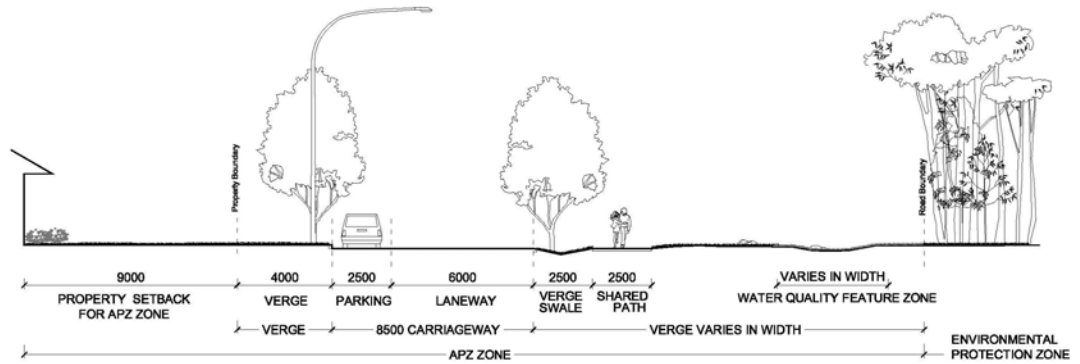 Property Boundary
Road Boundary
9000
4000
2500
6000
2500
2500
VARIES IN WIDTH
PROPERTY SETBACK
FOR APZ ZONE
VERGE
PARKING
LANEWAY
VERGE
SWALE
SHARED
PATH
WATER QUALITY FEATURE ZONE
VERGE
8500 CARRIAGEWAY
VERGE VARIES IN WIDTH
APZ ZONE
ENVIRONMENTAL
PROTECTION ZONE